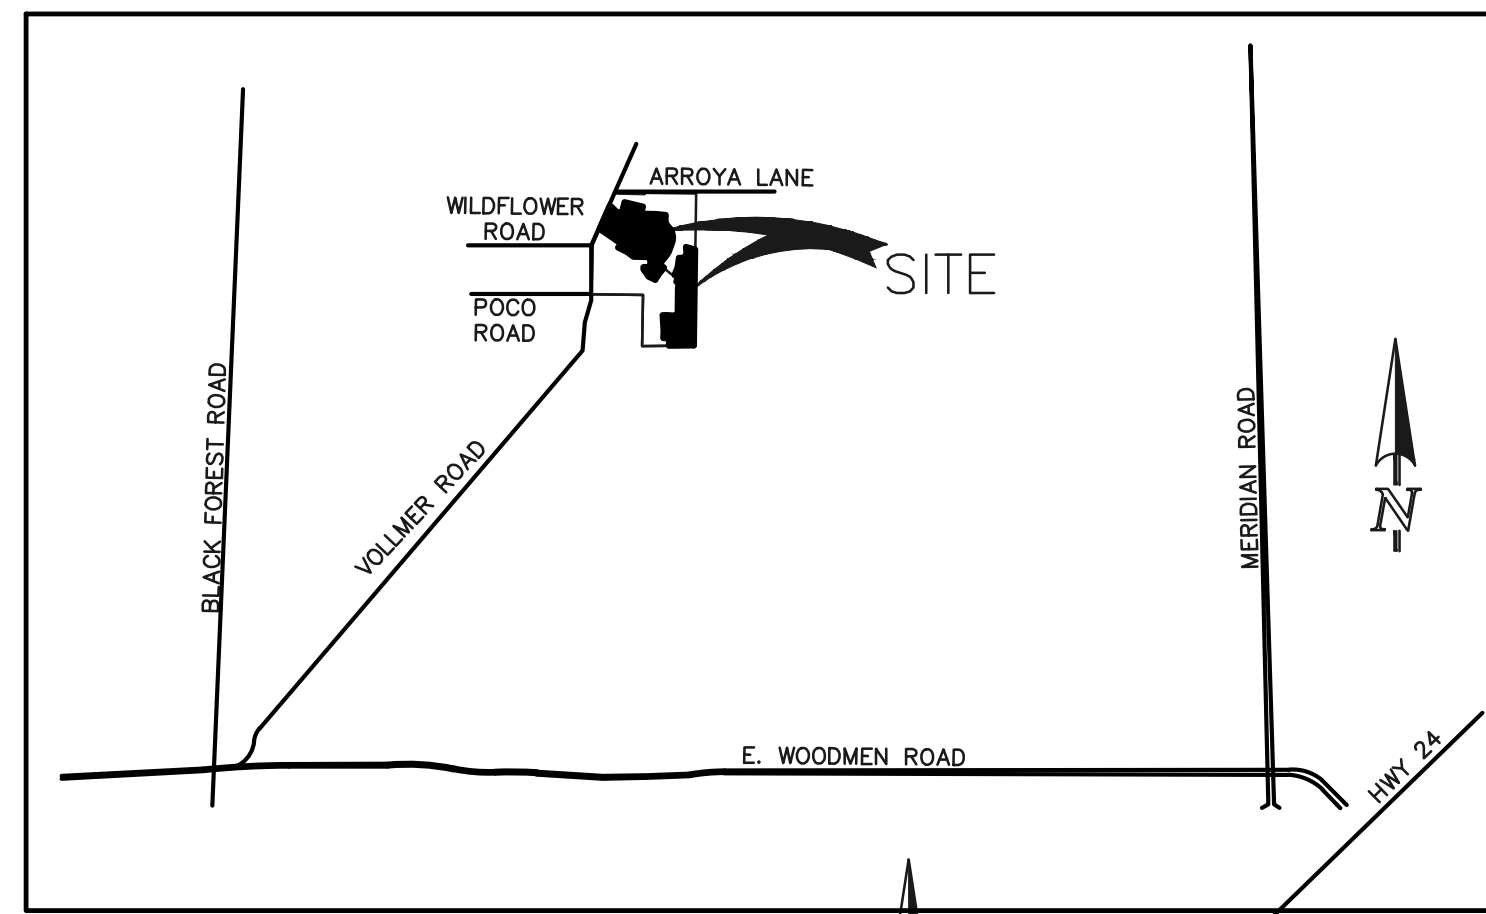 ARROYA LANE
WILDFLOWER
ROAD
SITE
POCO
ROAD
BLACK FOREST ROAD
VOLLMER ROAD
MERIDIAN ROAD
N
E. WOODMEN ROAD
HWY 24